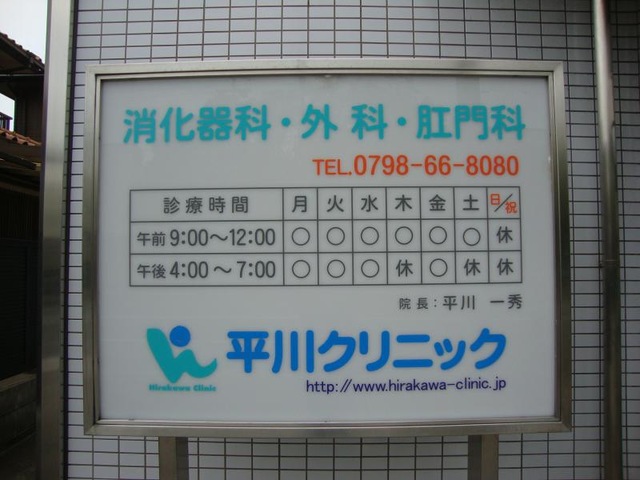 消化器科・外科・肛門科
TEL.0798-66-8080
診療時間 月 火 水 木 金 土 日/祝
午前 9:00〜12:00 ○ ○ ○ ○ ○ ○ 休
午後 4:00〜7:00 ○ ○ ○ 休 ○ 休 休
院長:平川 一秀
平川クリニック
Hirakawa Clinic
http://www.hirakawa-clinic.jp